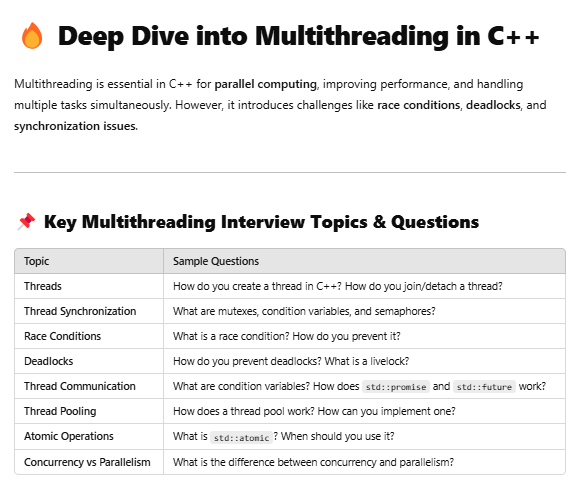 🔥 Deep Dive into Multithreading in C++
Multithreading is essential in C++ for parallel computing, improving performance, and handling
multiple tasks simultaneously. However, it introduces challenges like race conditions, deadlocks, and
synchronization issues.
📌 Key Multithreading Interview Topics & Questions
Topic Sample Questions
Threads How do you create a thread in C++? How do you join/detach a thread?
Thread Synchronization What are mutexes, condition variables, and semaphores?
Race Conditions What is a race condition? How do you prevent it?
Deadlocks How do you prevent deadlocks? What is a livelock?
Thread Communication What are condition variables? How does std::promise and std::future work?
Thread Pooling How does a thread pool work? How can you implement one?
Atomic Operations What is std::atomic? When should you use it?
Concurrency vs Parallelism What is the difference between concurrency and parallelism?